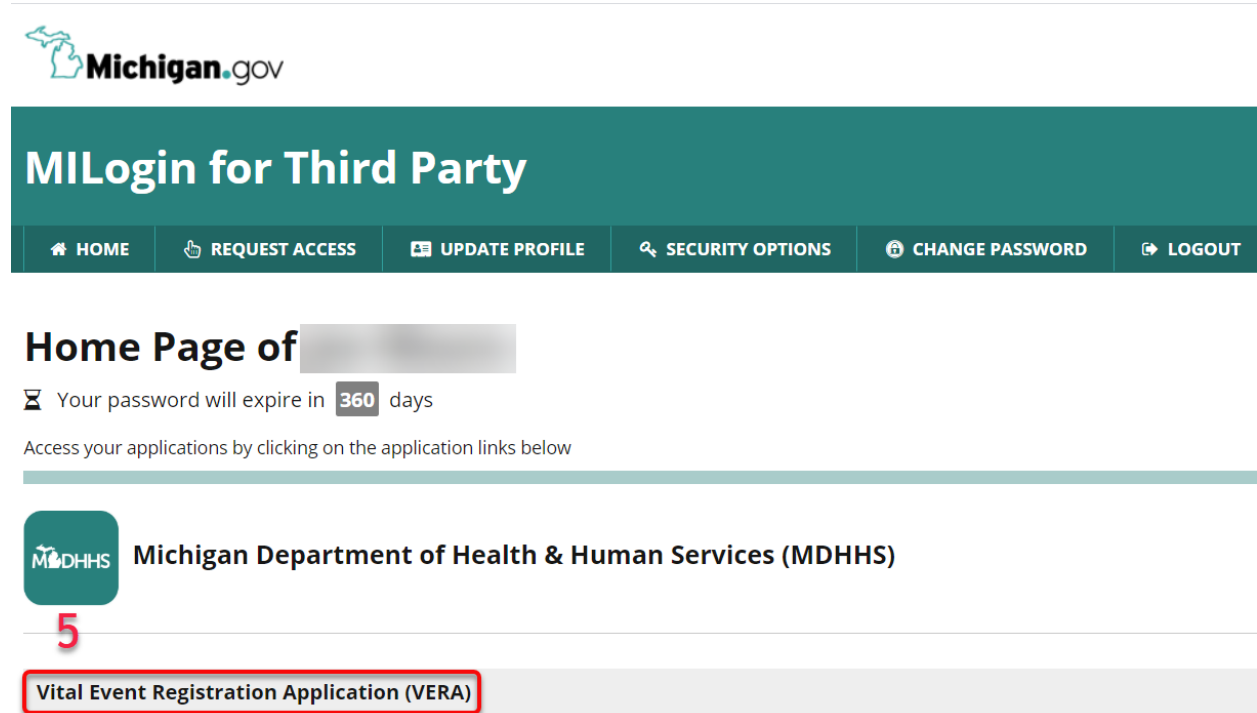 Michigan.gov
MILogin for Third Party
HOME REQUEST ACCESS UPDATE PROFILE SECURITY OPTIONS CHANGE PASSWORD LOGOUT
Home Page of
Your password will expire in 360 days
Access your applications by clicking on the application links below
MDHHS
Michigan Department of Health & Human Services (MDHHS)
5
Vital Event Registration Application (VERA)